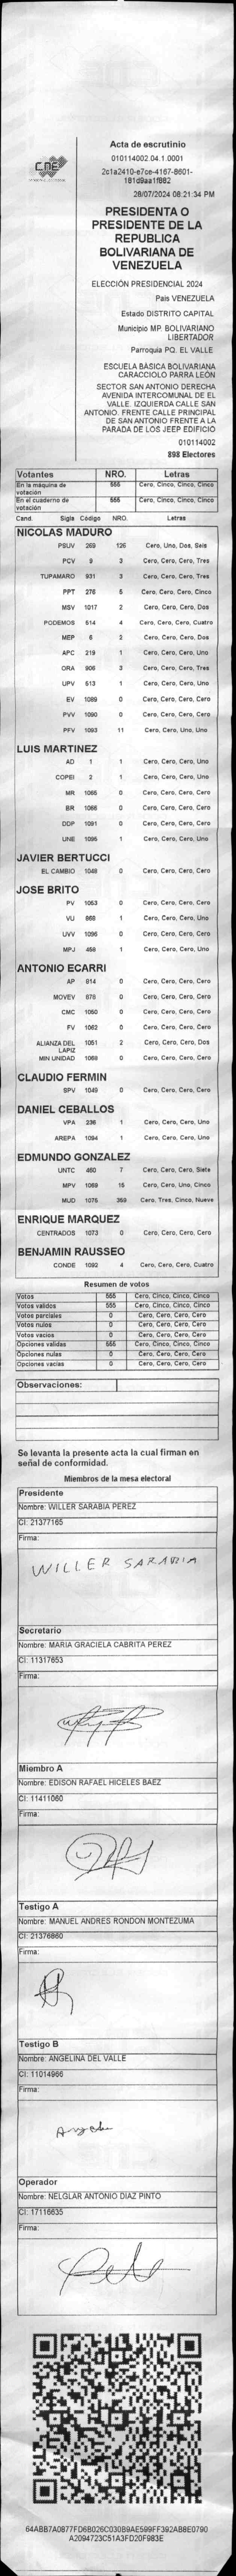 CNE
Acta de escrutinio
010114002.04.1.0001
2c1a2410-e7ce-4167-8601-
181d9aa1f882
28/07/2024 08:21:34 PM
PRESIDENTA O
PRESIDENTE DE LA
REPUBLICA
BOLIVARIANA DE
VENEZUELA
ELECCIÓN PRESIDENCIAL 2024
Pais VENEZUELA
Estado DISTRITO CAPITAL
Municipio MP. BOLIVARIANO
LIBERTADOR
Parroquia PQ. EL VALLE
ESCUELA BÁSICA BOLIVARIANA
CARACCIOLO PARRA LEÓN
SECTOR SAN ANTONIO DERECHA
AVENIDA INTERCOMUNAL DE EL
VALLE. IZQUIERDA CALLE SAN
ANTONIO. FRENTE CALLE PRINCIPAL
DE SAN ANTONIO FRENTE A LA
PARADA DE LOS JEEP EDIFICIO
010114002
898 Electores
Votantes NRO. Letras
En la máquina de votación 555 Cero, Cinco, Cinco, Cinco
En el cuaderno de votación 555 Cero, Cinco, Cinco, Cinco
Cand. Sigla Código NRO. Letras
NICOLAS MADURO
PSUV 269 126 Cero, Uno, Dos, Seis
PCV 9 3 Cero, Cero, Cero, Tres
TUPAMARO 931 3 Cero, Cero, Cero, Tres
PPT 276 5 Cero, Cero, Cero, Cinco
MSV 1017 2 Cero, Cero, Cero, Dos
PODEMOS 514 4 Cero, Cero, Cero, Cuatro
MEP 6 2 Cero, Cero, Cero, Dos
APC 219 1 Cero, Cero, Cero, Uno
ORA 906 3 Cero, Cero, Cero, Tres
UPV 513 1 Cero, Cero, Cero, Uno
EV 1089 0 Cero, Cero, Cero, Cero
PVV 1090 0 Cero, Cero, Cero, Cero
PFV 1093 11 Cero, Cero, Uno, Uno
LUIS MARTINEZ
AD 1 1 Cero, Cero, Cero, Uno
COPEI 2 1 Cero, Cero, Cero, Uno
MR 1065 0 Cero, Cero, Cero, Cero
BR 1066 0 Cero, Cero, Cero, Cero
DDP 1091 0 Cero, Cero, Cero, Cero
UNE 1095 1 Cero, Cero, Cero, Uno
JAVIER BERTUCCI
EL CAMBIO 1048 0 Cero, Cero, Cero, Cero
JOSE BRITO
PV 1053 0 Cero, Cero, Cero, Cero
VU 868 1 Cero, Cero, Cero, Uno
UVV 1096 0 Cero, Cero, Cero, Cero
MPJ 458 1 Cero, Cero, Cero, Uno
ANTONIO ECARRI
AP 814 0 Cero, Cero, Cero, Cero
MOVEV 678 0 Cero, Cero, Cero, Cero
CMC 1050 0 Cero, Cero, Cero, Cero
FV 1062 0 Cero, Cero, Cero, Cero
ALIANZA DEL LAPIZ 1051 2 Cero, Cero, Cero, Dos
MIN UNIDAD 1068 0 Cero, Cero, Cero, Cero
CLAUDIO FERMIN
SPV 1049 0 Cero, Cero, Cero, Cero
DANIEL CEBALLOS
VPA 236 1 Cero, Cero, Cero, Uno
AREPA 1094 1 Cero, Cero, Cero, Uno
EDMUNDO GONZALEZ
UNTC 460 7 Cero, Cero, Cero, Siete
MPV 1069 15 Cero, Cero, Uno, Cinco
MUD 1075 359 Cero, Tres, Cinco, Nueve
ENRIQUE MARQUEZ
CENTRADOS 1073 0 Cero, Cero, Cero, Cero
BENJAMIN RAUSSEO
CONDE 1092 4 Cero, Cero, Cero, Cuatro
Resumen de votos
Votos 555 Cero, Cinco, Cinco, Cinco
Votos validos 555 Cero, Cinco, Cinco, Cinco
Votos parciales 0 Cero, Cero, Cero, Cero
Votos nulos 0 Cero, Cero, Cero, Cero
Votos vacios 0 Cero, Cero, Cero, Cero
Opciones validas 555 Cero, Cinco, Cinco, Cinco
Opciones nulas 0 Cero, Cero, Cero, Cero
Opciones vacias 0 Cero, Cero, Cero, Cero
Observaciones:
Se levanta la presente acta la cual firman en
señal de conformidad.
Miembros de la mesa electoral
Presidente
Nombre: WILLER SARABIA PEREZ
CI: 21377165
Firma:
WILLER SARABIA
Secretario
Nombre: MARIA GRACIELA CABRITA PEREZ
CI: 11317653
Firma:
Miembro A
Nombre: EDISON RAFAEL HICELES BAEZ
CI: 11411060
Firma:
Testigo A
Nombre: MANUEL ANDRES RONDON MONTEZUMA
CI: 21376860
Firma:
Testigo B
Nombre: ANGELINA DEL VALLE
CI: 11014966
Firma:
Operador
Nombre: NELGLAR ANTONIO DIAZ PINTO
CI: 17116635
Firma:
64ABB7A0877FD6B026C030B9AE599FF392AB8E0790
A2094723C51A3FD20F983E